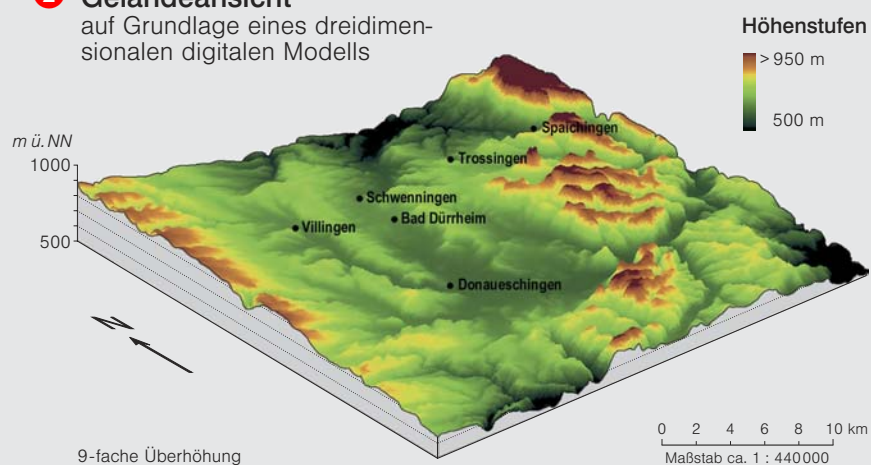 Geländeansicht
auf Grundlage eines dreidimen-
sionalen digitalen Modells
Höhenstufen
> 950 m
500 m
m ü. NN
1000
500
Spaichingen
Trossingen
Schwenningen
Bad Dürrheim
Villingen
Donaueschingen
N
9-fache Überhöhung
0 2 4 6 8 10 km
Maßstab ca. 1 : 440 000